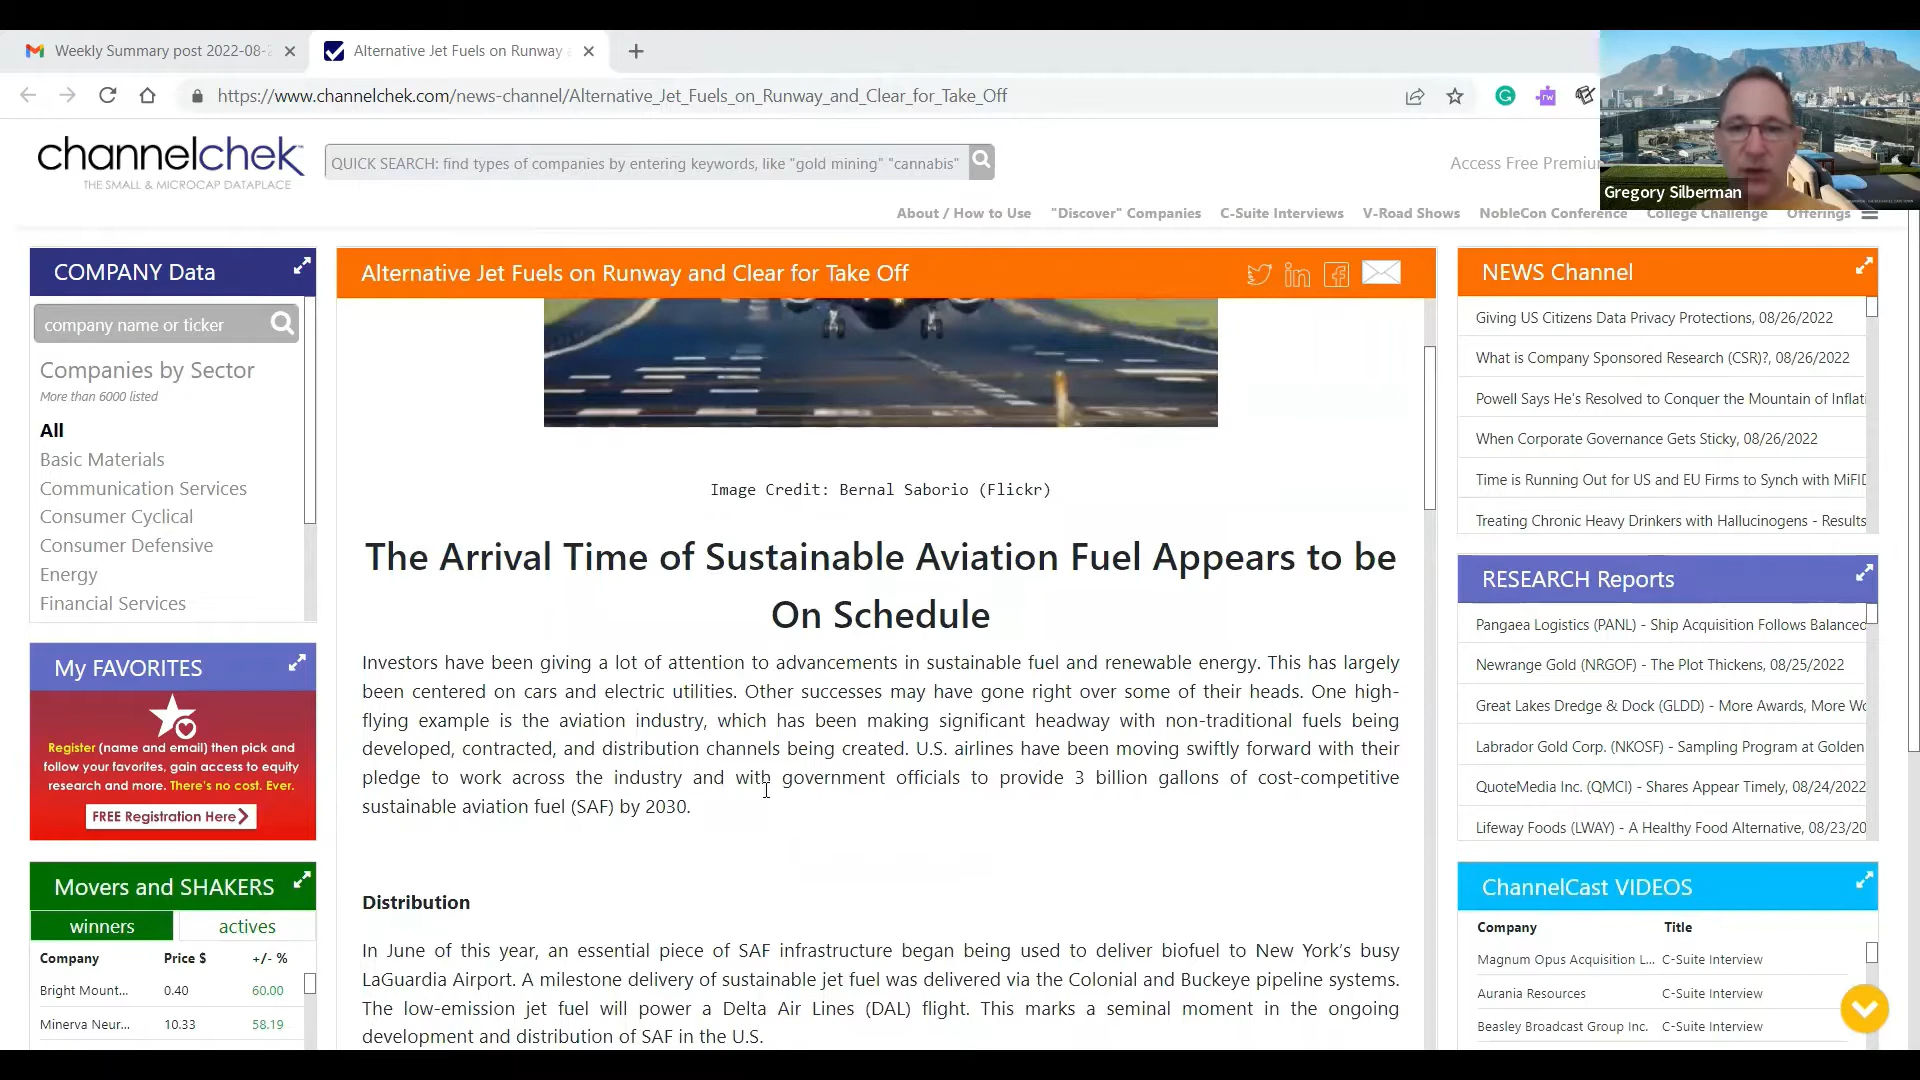 Weekly Summary post 2022-08-
Alternative Jet Fuels on Runway
https://www.channelchek.com/news-channel/Alternative_Jet_Fuels_on_Runway_and_Clear_for_Take_Off
Gregory Silberman
channelchek
THE SMALL & MICROCAP DATAPLACE
QUICK SEARCH: find types of companies by entering keywords, like "gold mining" "cannabis"
Access Free Premium
About / How to Use
"Discover" Companies
C-Suite Interviews
V-Road Shows
NobleCon Conference
College Challenge
Offerings
COMPANY Data
company name or ticker
Companies by Sector
More than 6000 listed
All
Basic Materials
Communication Services
Consumer Cyclical
Consumer Defensive
Energy
Financial Services
My FAVORITES
Register (name and email) then pick and
follow your favorites, gain access to equity
research and more. There's no cost. Ever.
FREE Registration Here
Movers and SHAKERS
winners
actives
Company Price $ +/- %
Bright Mount... 0.40 60.00
Minerva Neur... 10.33 58.19
Alternative Jet Fuels on Runway and Clear for Take Off
Image Credit: Bernal Saborio (Flickr)
The Arrival Time of Sustainable Aviation Fuel Appears to be
On Schedule
Investors have been giving a lot of attention to advancements in sustainable fuel and renewable energy. This has largely
been centered on cars and electric utilities. Other successes may have gone right over some of their heads. One high-
flying example is the aviation industry, which has been making significant headway with non-traditional fuels being
developed, contracted, and distribution channels being created. U.S. airlines have been moving swiftly forward with their
pledge to work across the industry and with government officials to provide 3 billion gallons of cost-competitive
sustainable aviation fuel (SAF) by 2030.
Distribution
In June of this year, an essential piece of SAF infrastructure began being used to deliver biofuel to New York's busy
LaGuardia Airport. A milestone delivery of sustainable jet fuel was delivered via the Colonial and Buckeye pipeline systems.
The low-emission jet fuel will power a Delta Air Lines (DAL) flight. This marks a seminal moment in the ongoing
development and distribution of SAF in the U.S.
NEWS Channel
Giving US Citizens Data Privacy Protections, 08/26/2022
What is Company Sponsored Research (CSR)?, 08/26/2022
Powell Says He's Resolved to Conquer the Mountain of Inflati
When Corporate Governance Gets Sticky, 08/26/2022
Time is Running Out for US and EU Firms to Synch with MiFID
Treating Chronic Heavy Drinkers with Hallucinogens - Results
RESEARCH Reports
Pangaea Logistics (PANL) - Ship Acquisition Follows Balanced
Newrange Gold (NRGOF) - The Plot Thickens, 08/25/2022
Great Lakes Dredge & Dock (GLDD) - More Awards, More Wo
Labrador Gold Corp. (NKOSF) - Sampling Program at Golden
QuoteMedia Inc. (QMCI) - Shares Appear Timely, 08/24/2022
Lifeway Foods (LWAY) - A Healthy Food Alternative, 08/23/20
ChannelCast VIDEOS
Company Title
Magnum Opus Acquisition L... C-Suite Interview
Aurania Resources C-Suite Interview
Beasley Broadcast Group Inc. C-Suite Interview